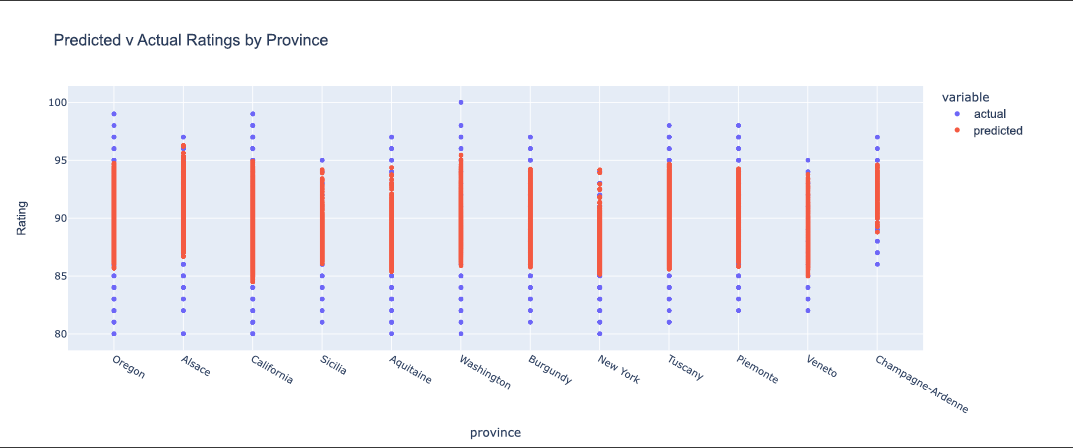 Predicted v Actual Ratings by Province
variable
actual
predicted
Rating
100
95
90
85
80
Oregon
Alsace
California
Sicilia
Aquitaine
Washington
Burgundy
New York
Tuscany
Piemonte
Veneto
Champagne-Ardenne
province